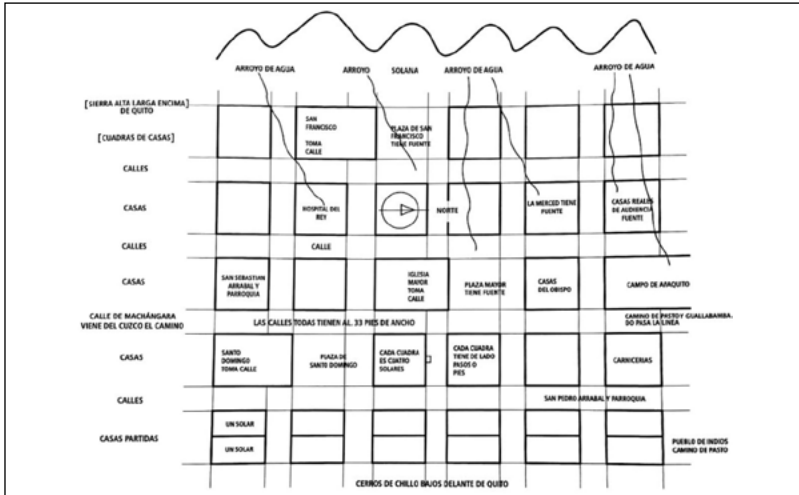 ARROYO DE AGUA
ARROYO
SOLANA
ARROYO DE AGUA
ARROYO DE AGUA
[SIERRA ALTA LARGA ENCIMA]
DE QUITO
[CUADRAS DE CASAS]
SAN
FRANCISCO
TOMA
CALLE
PLAZA DE SAN
FRANCISCO
TIENE FUENTE
CALLES
CASAS
HOSPITAL DEL
REY
NORTE
LA MERCED TIENE
FUENTE
CASAS REALES
DE AUDIENCIA
FUENTE
CALLES
CALLE
CASAS
SAN SEBASTIAN
ARRABAL Y
PARROQUIA
IGLESIA
MAYOR
TOMA
CALLE
PLAZA MAYOR
TIENE FUENTE
CASAS
DEL OBISPO
CAMPO DE AÑAQUITO
CALLE DE MACHÁNGARA
VIENE DEL CUZCO EL CAMINO
LAS CALLES TODAS TIENEN AL. 33 PIES DE ANCHO
CAMINO DE PASTO Y GUALLABAMBA.
DO PASA LA LINEA
CASAS
SANTO
DOMINGO
TOMA CALLE
PLAZA DE
SANTO DOMINGO
CADA CUADRA
ES CUATRO
SOLARES
CADA CUADRA
TIENE DE LADO
PASOS O
PIES
CARNICERIAS
CALLES
SAN PEDRO ARRABAL Y PARROQUIA
CASAS PARTIDAS
UN SOLAR
UN SOLAR
PUEBLO DE INDIOS
CAMINO DE PASTO
CERROS DE CHILLO BAJOS DELANTE DE QUITO